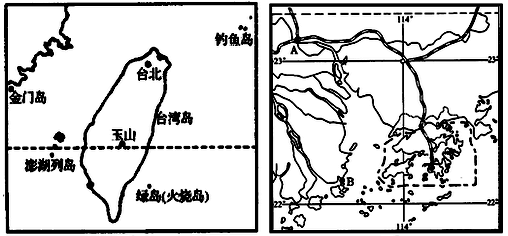 钓鱼岛
台北
金门岛
台湾岛
玉山
澎湖列岛
绿岛(火烧岛)
114°
A
23°
23°
B
22°
22°
114°